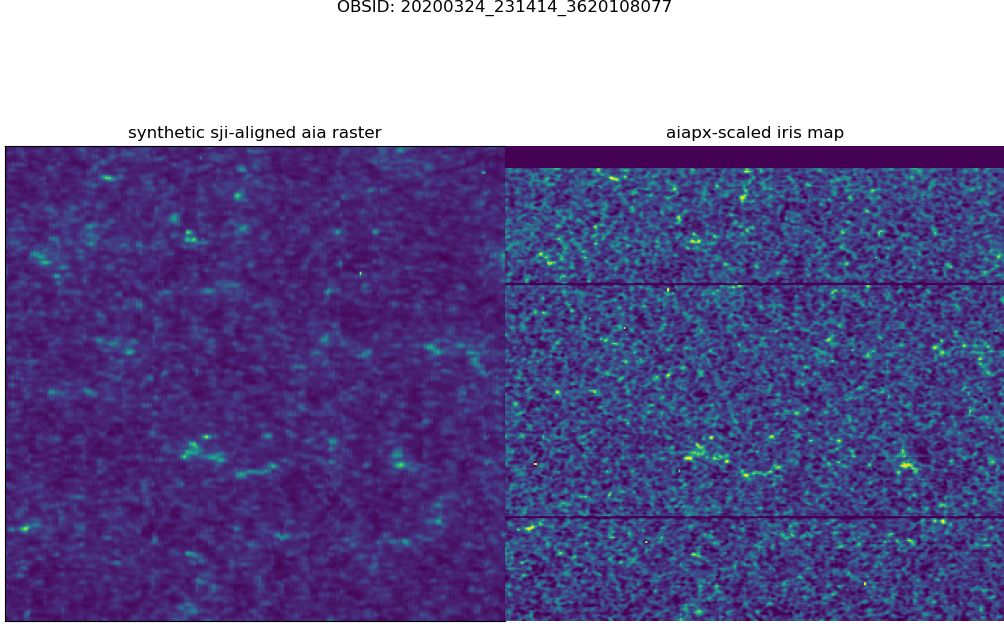 OBSID: 20200324_231414_3620108077
synthetic sji-aligned aia raster
aiapx-scaled iris map